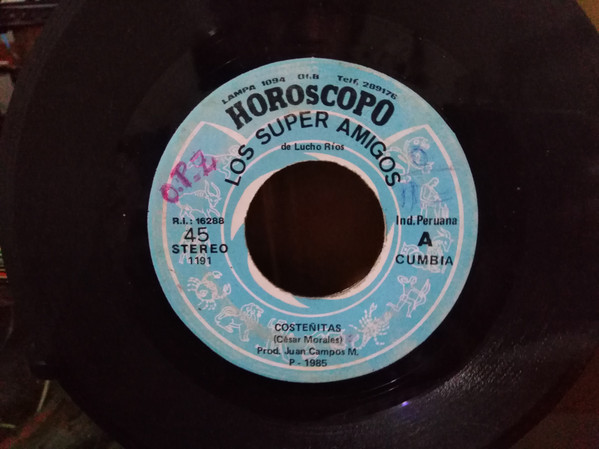 LAMPA 1094 Of.B Telf. 289176
HOROSCOPO
LOS SUPER AMIGOS
de Lucho Ríos
O.P.Z
R.I.: 16288
45
STEREO
1191
Ind. Peruana
A
CUMBIA
COSTEÑITAS
(César Morales)
Prod. Juan Campos M.
P - 1985